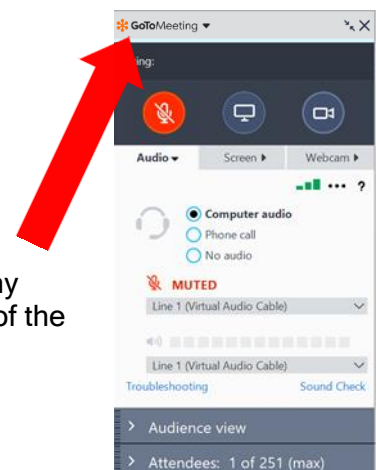 GoToMeeting
ing:
Audio Screen Webcam
?
Computer audio
Phone call
No audio
MUTED
Line 1 (Virtual Audio Cable)
Line 1 (Virtual Audio Cable)
Troubleshooting Sound Check
Audience view
Attendees: 1 of 251 (max)
ny
of the